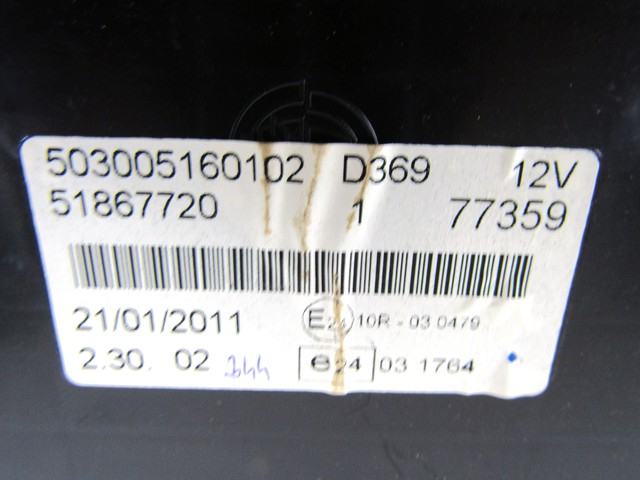 503005160102 D369 12V
51867720 1 77359
21/01/2011 E24 10R - 03 0479
2.30. 02 344 e24 03 1764